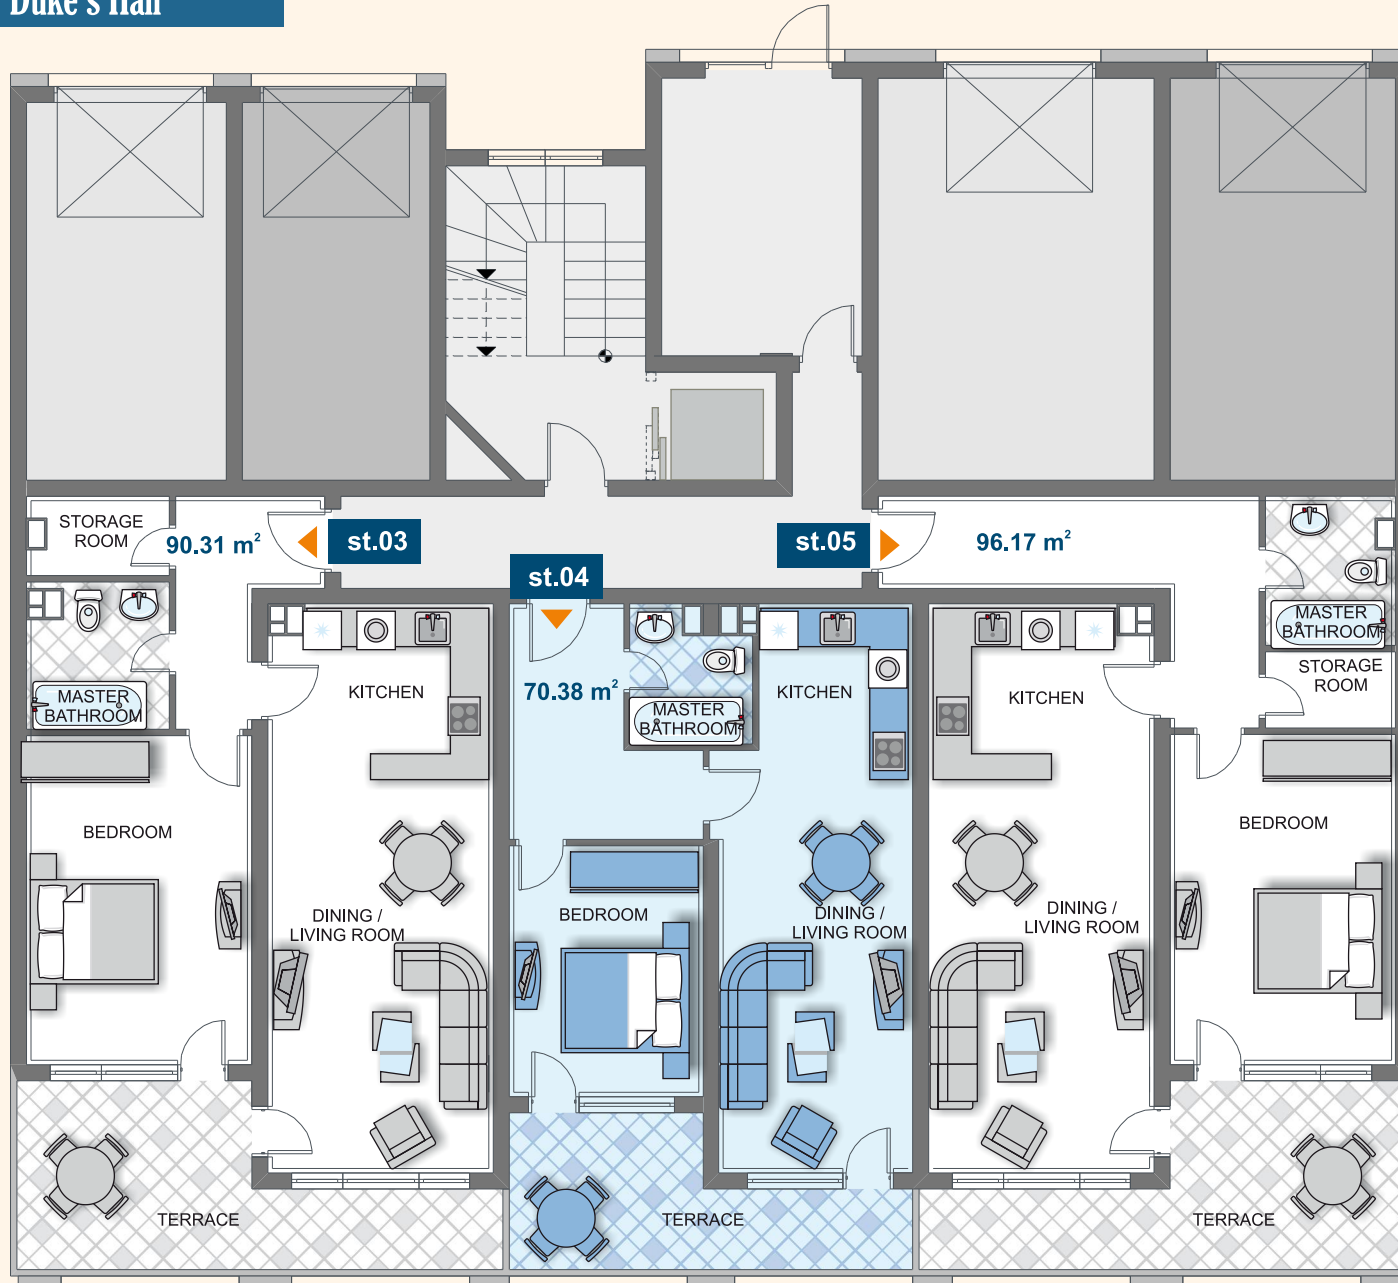 Duke's Hall
STORAGE
ROOM
90.31 m²
st.03
st.04
st.05
96.17 m²
MASTER
BATHROOM
STORAGE
ROOM
MASTER
BATHROOM
KITCHEN
70.38 m²
MASTER
BATHROOM
KITCHEN
KITCHEN
BEDROOM
BEDROOM
DINING /
LIVING ROOM
BEDROOM
DINING /
LIVING ROOM
DINING /
LIVING ROOM
TERRACE
TERRACE
TERRACE